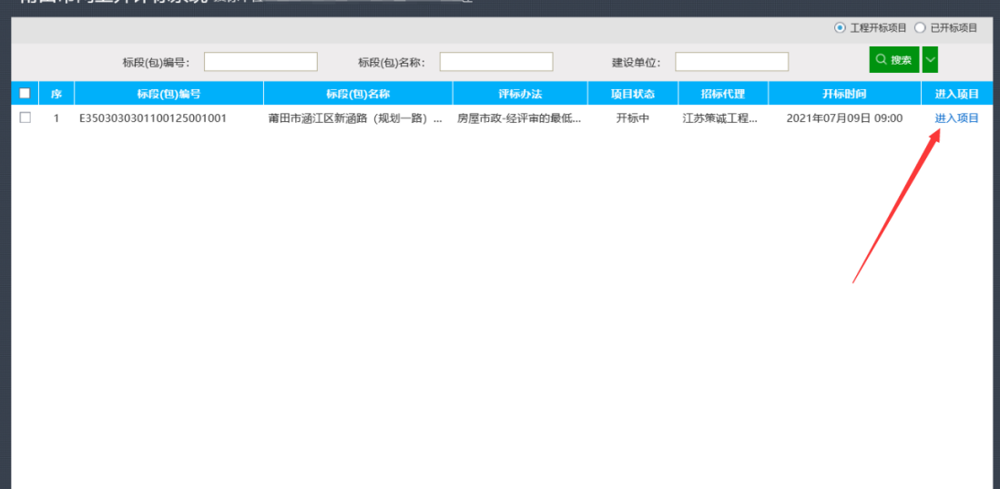 工程开标项目 已开标项目
标段(包)编号： 标段(包)名称： 建设单位： 搜索
序 标段(包)编号 标段(包)名称 评标办法 项目状态 招标代理 开标时间 进入项目
1 E3503030301100125001001 莆田市涵江区新涵路（规划一路）... 房屋市政-经评审的最低... 开标中 江苏策诚工程... 2021年07月09日 09:00 进入项目